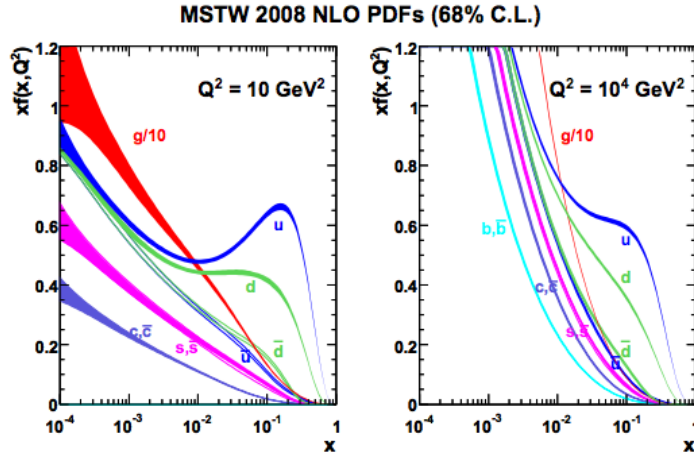 MSTW 2008 NLO PDFs (68% C.L.)
xf(x,Q²)
1.2
1
0.8
0.6
0.4
0.2
0
Q² = 10 GeV²
g/10
u
d
c,c̅
s,s̅
u̅
d̅
10⁻⁴
10⁻³
10⁻²
10⁻¹
1
x
xf(x,Q²)
1.2
1
0.8
0.6
0.4
0.2
0
Q² = 10⁴ GeV²
g/10
b,b̅
u
d
c,c̅
s,s̅
u̅
d̅
10⁻⁴
10⁻³
10⁻²
10⁻¹
1
x